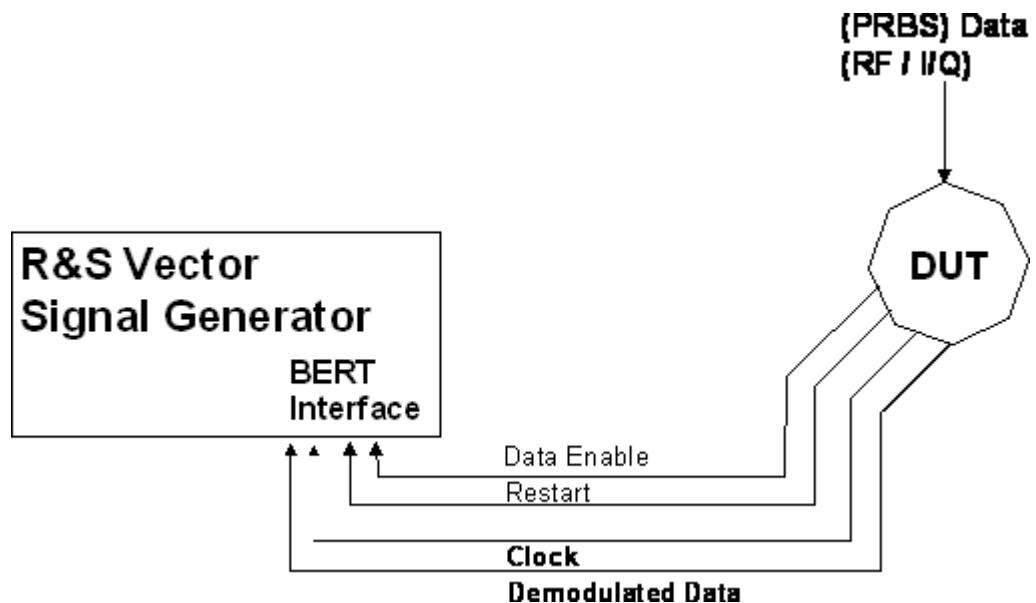 (PRBS) Data
(RF / I/Q)
DUT
R&S Vector
Signal Generator
BERT
Interface
Data Enable
Restart
Clock
Demodulated Data